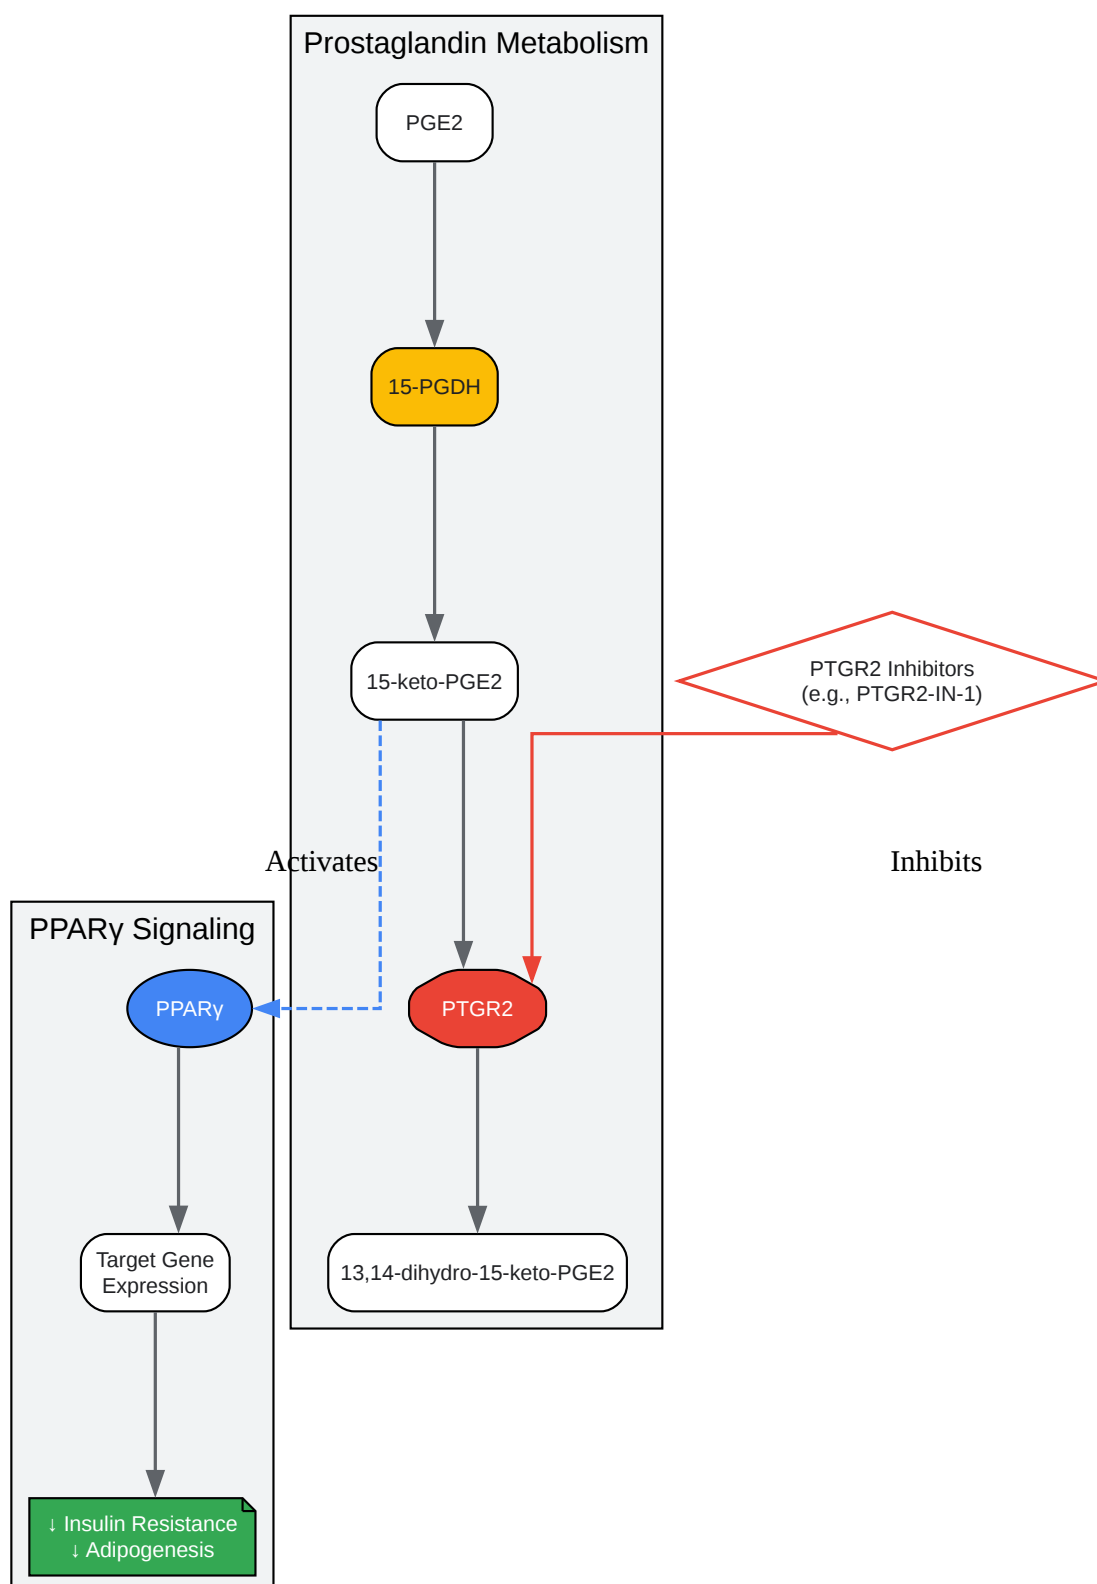 Prostaglandin Metabolism
PGE2
15-PGDH
15-keto-PGE2
PTGR2 Inhibitors
(e.g., PTGR2-IN-1)
Activates
Inhibits
PPARγ Signaling
PPARγ
PTGR2
Target Gene
Expression
13,14-dihydro-15-keto-PGE2
↓ Insulin Resistance
↓ Adipogenesis